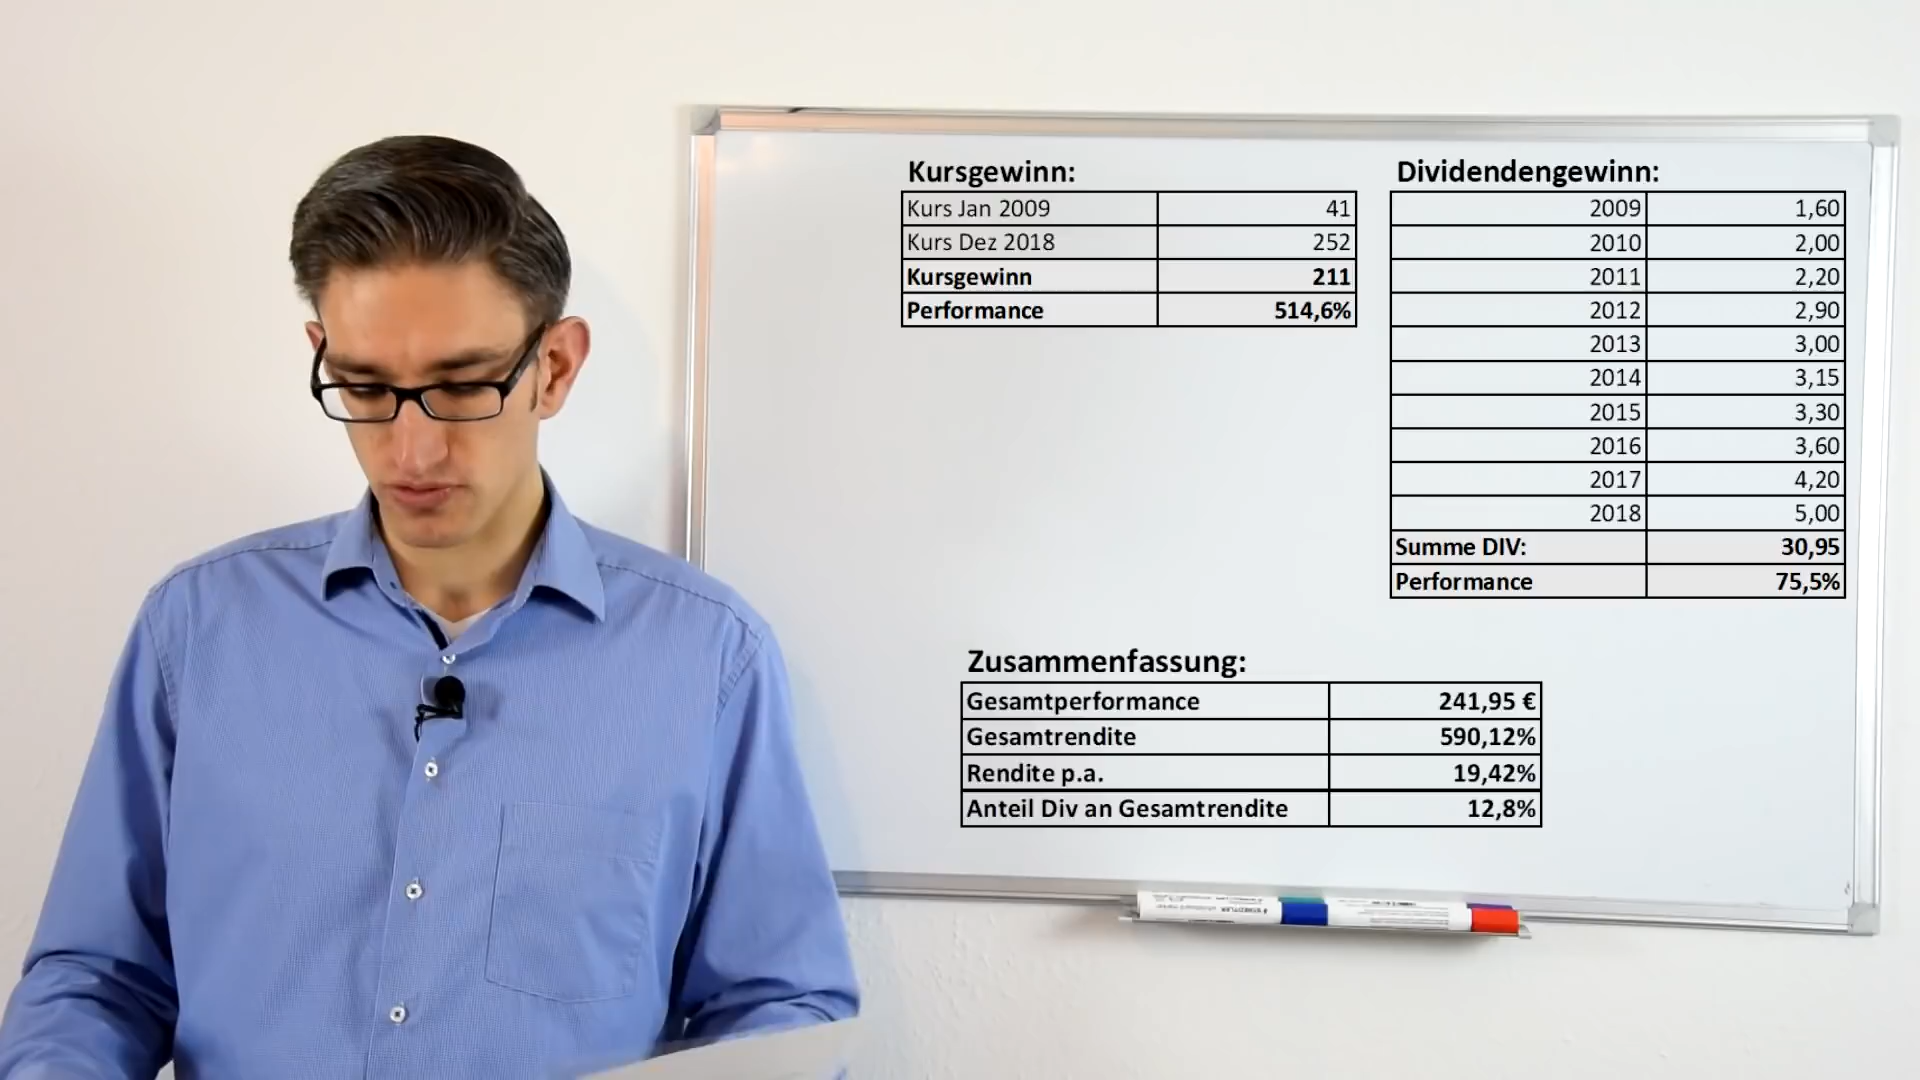 Kursgewinn:
Kurs Jan 2009 41
Kurs Dez 2018 252
Kursgewinn 211
Performance 514,6%
Dividendengewinn:
2009 1,60
2010 2,00
2011 2,20
2012 2,90
2013 3,00
2014 3,15
2015 3,30
2016 3,60
2017 4,20
2018 5,00
Summe DIV: 30,95
Performance 75,5%
Zusammenfassung:
Gesamtperformance 241,95 €
Gesamtrendite 590,12%
Rendite p.a. 19,42%
Anteil Div an Gesamtrendite 12,8%